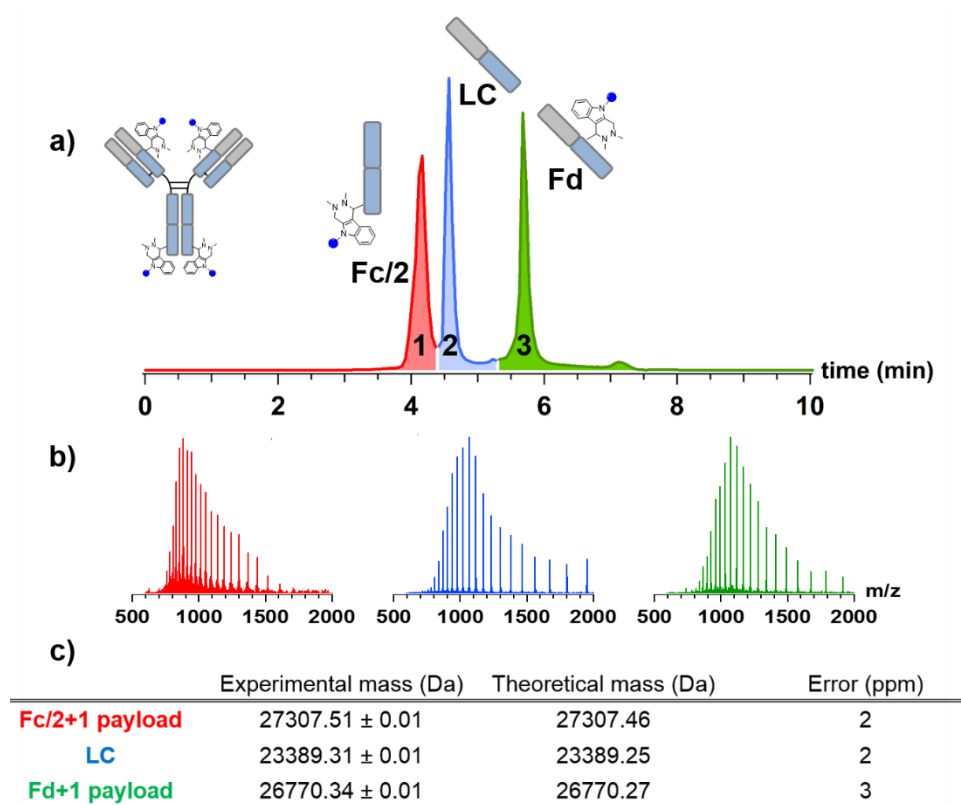 a)
LC
Fd
Fc/2
1 2 3
time (min)
0 2 4 6 8 10
b)
m/z
500 1000 1500 2000 500 1000 1500 2000 500 1000 1500 2000
c)
Experimental mass (Da) Theoretical mass (Da) Error (ppm)
Fc/2+1 payload 27307.51 ± 0.01 27307.46 2
LC 23389.31 ± 0.01 23389.25 2
Fd+1 payload 26770.34 ± 0.01 26770.27 3